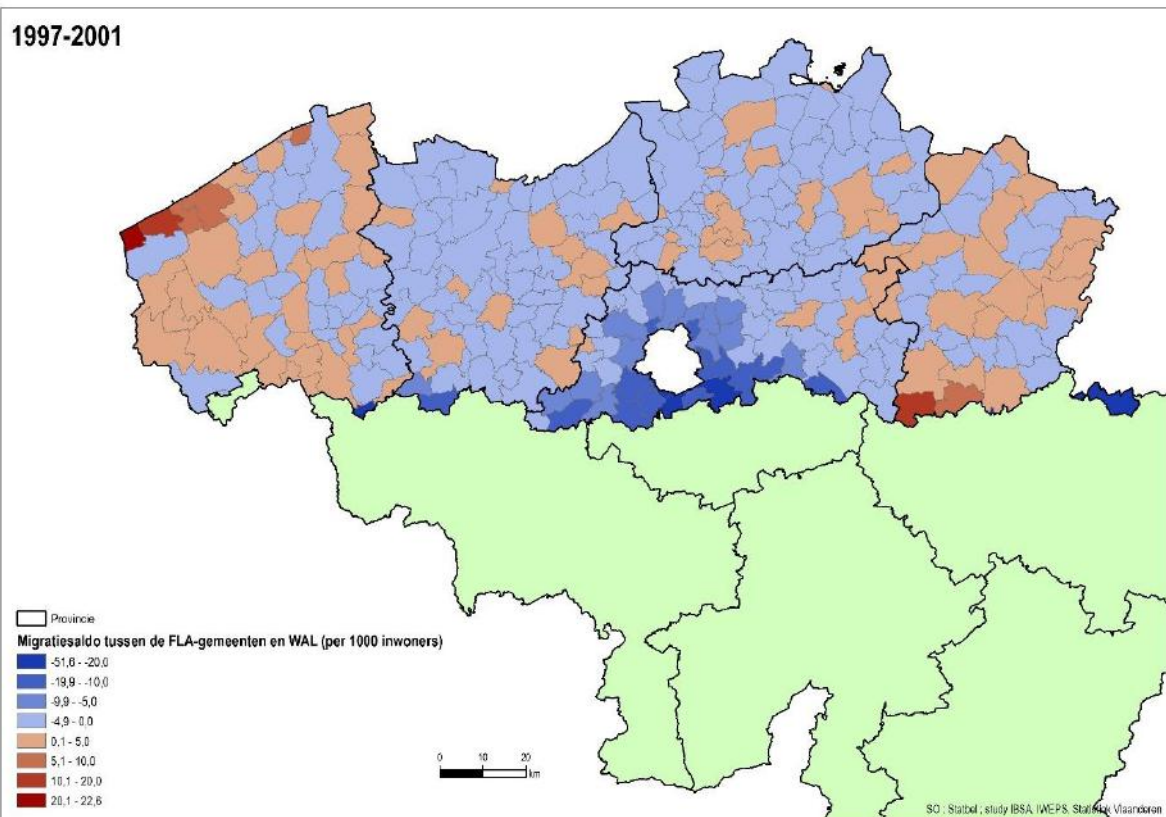 1997-2001
Provincie
Migratiesaldo tussen de FLA-gemeenten en WAL (per 1000 inwoners)
-51,6 - -20,0
-19,9 - -10,0
-9,9 - -5,0
-4,9 - 0,0
0,1 - 5,0
5,1 - 10,0
10,1 - 20,0
20,1 - 22,6
0 10 20
km
SO : Statbel ; study IBSA, IWEPS, Statistiek Vlaanderen